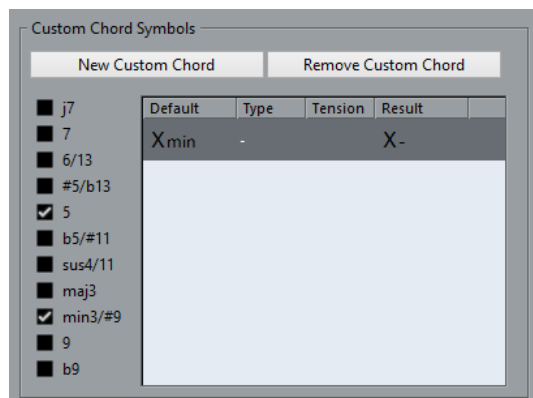 Custom Chord Symbols
New Custom Chord Remove Custom Chord
j7
7
6/13
#5/b13
5
b5/#11
sus4/11
maj3
min3/#9
9
b9
Default Type Tension Result
Xmin - X-